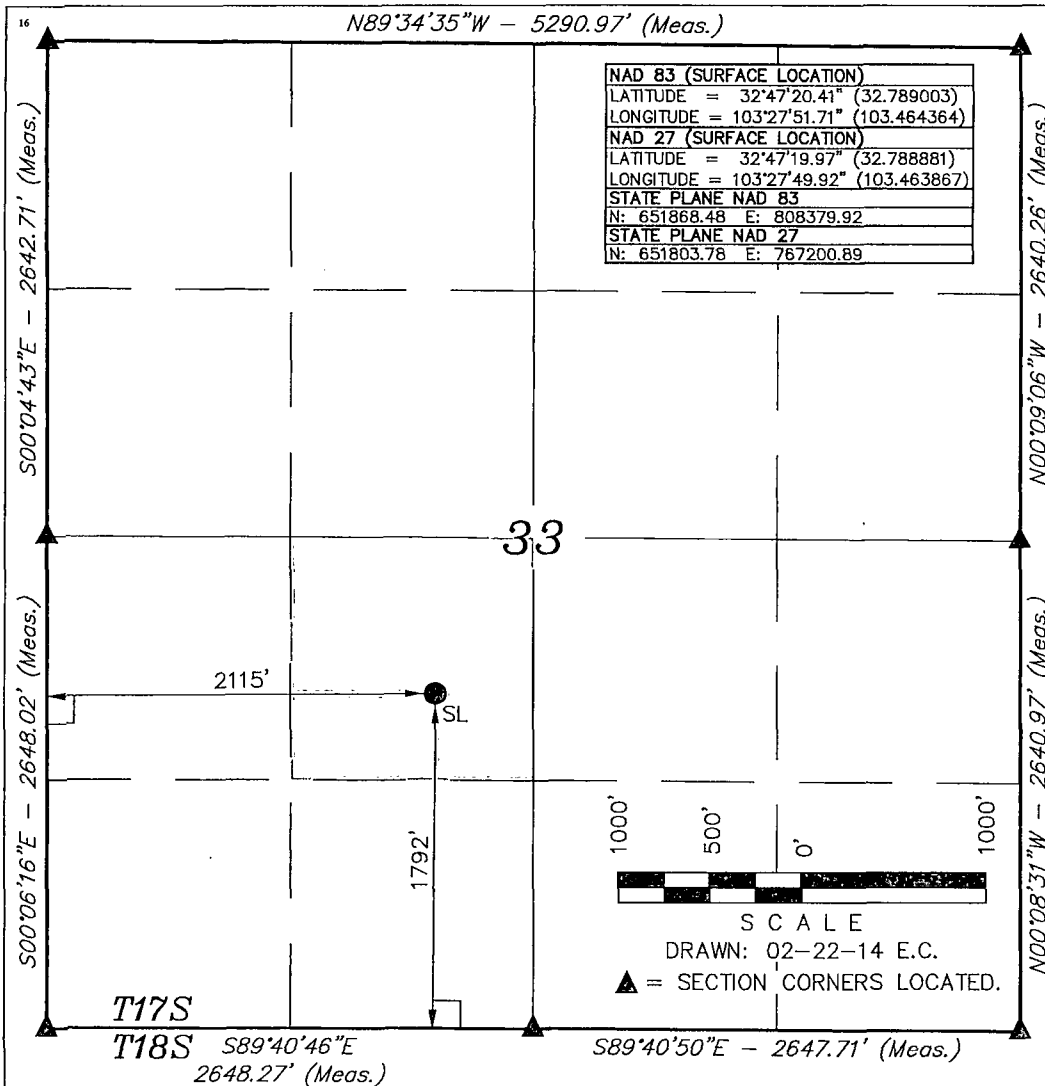 16
N89°34'35"W - 5290.97' (Meas.)
NAD 83 (SURFACE LOCATION)
LATITUDE = 32°47'20.41" (32.789003)
LONGITUDE = 103°27'51.71" (103.464364)
NAD 27 (SURFACE LOCATION)
LATITUDE = 32°47'19.97" (32.788881)
LONGITUDE = 103°27'49.92" (103.463867)
STATE PLANE NAD 83
N: 651868.48 E: 808379.92
STATE PLANE NAD 27
N: 651803.78 E: 767200.89
S00°04'43"E - 2642.71' (Meas.)
N00°09'06"W - 2640.26' (Meas.)
33
S00°06'16"E - 2648.02' (Meas.)
N00°08'31"W - 2640.97' (Meas.)
2115'
SL
1792'
1000'
500'
0'
1000'
SCALE
DRAWN: 02-22-14 E.C.
▲ = SECTION CORNERS LOCATED.
T17S
T18S
S89°40'46"E
2648.27' (Meas.)
S89°40'50"E - 2647.71' (Meas.)